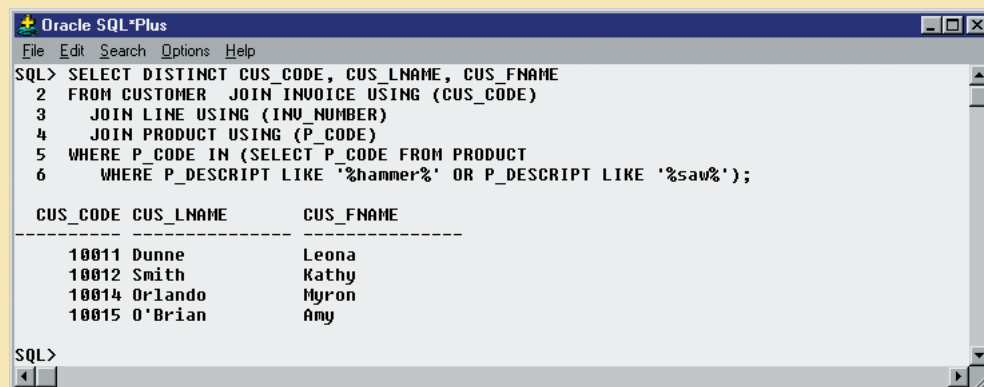 Oracle SQL*Plus
File Edit Search Options Help
SQL> SELECT DISTINCT CUS_CODE, CUS_LNAME, CUS_FNAME
2 FROM CUSTOMER JOIN INVOICE USING (CUS_CODE)
3 JOIN LINE USING (INV_NUMBER)
4 JOIN PRODUCT USING (P_CODE)
5 WHERE P_CODE IN (SELECT P_CODE FROM PRODUCT
6 WHERE P_DESCRIPT LIKE '%hammer%' OR P_DESCRIPT LIKE '%saw%');
CUS_CODE CUS_LNAME CUS_FNAME
---------- --------------- ---------------
10011 Dunne Leona
10012 Smith Kathy
10014 Orlando Myron
10015 O'Brian Amy
SQL>